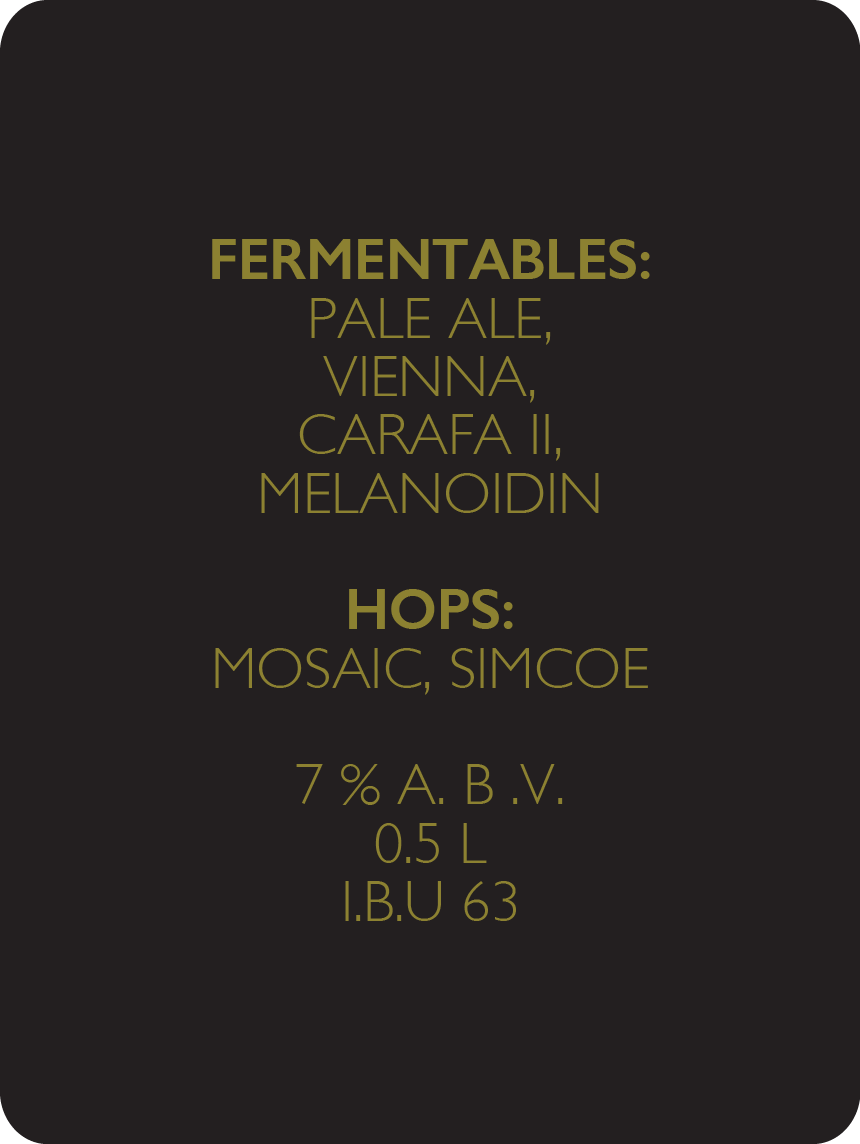 FERMENTABLES:
PALE ALE,
VIENNA,
CARAFA II,
MELANOIDIN
HOPS:
MOSAIC, SIMCOE
7 % A. B .V.
0.5 L
I.B.U 63